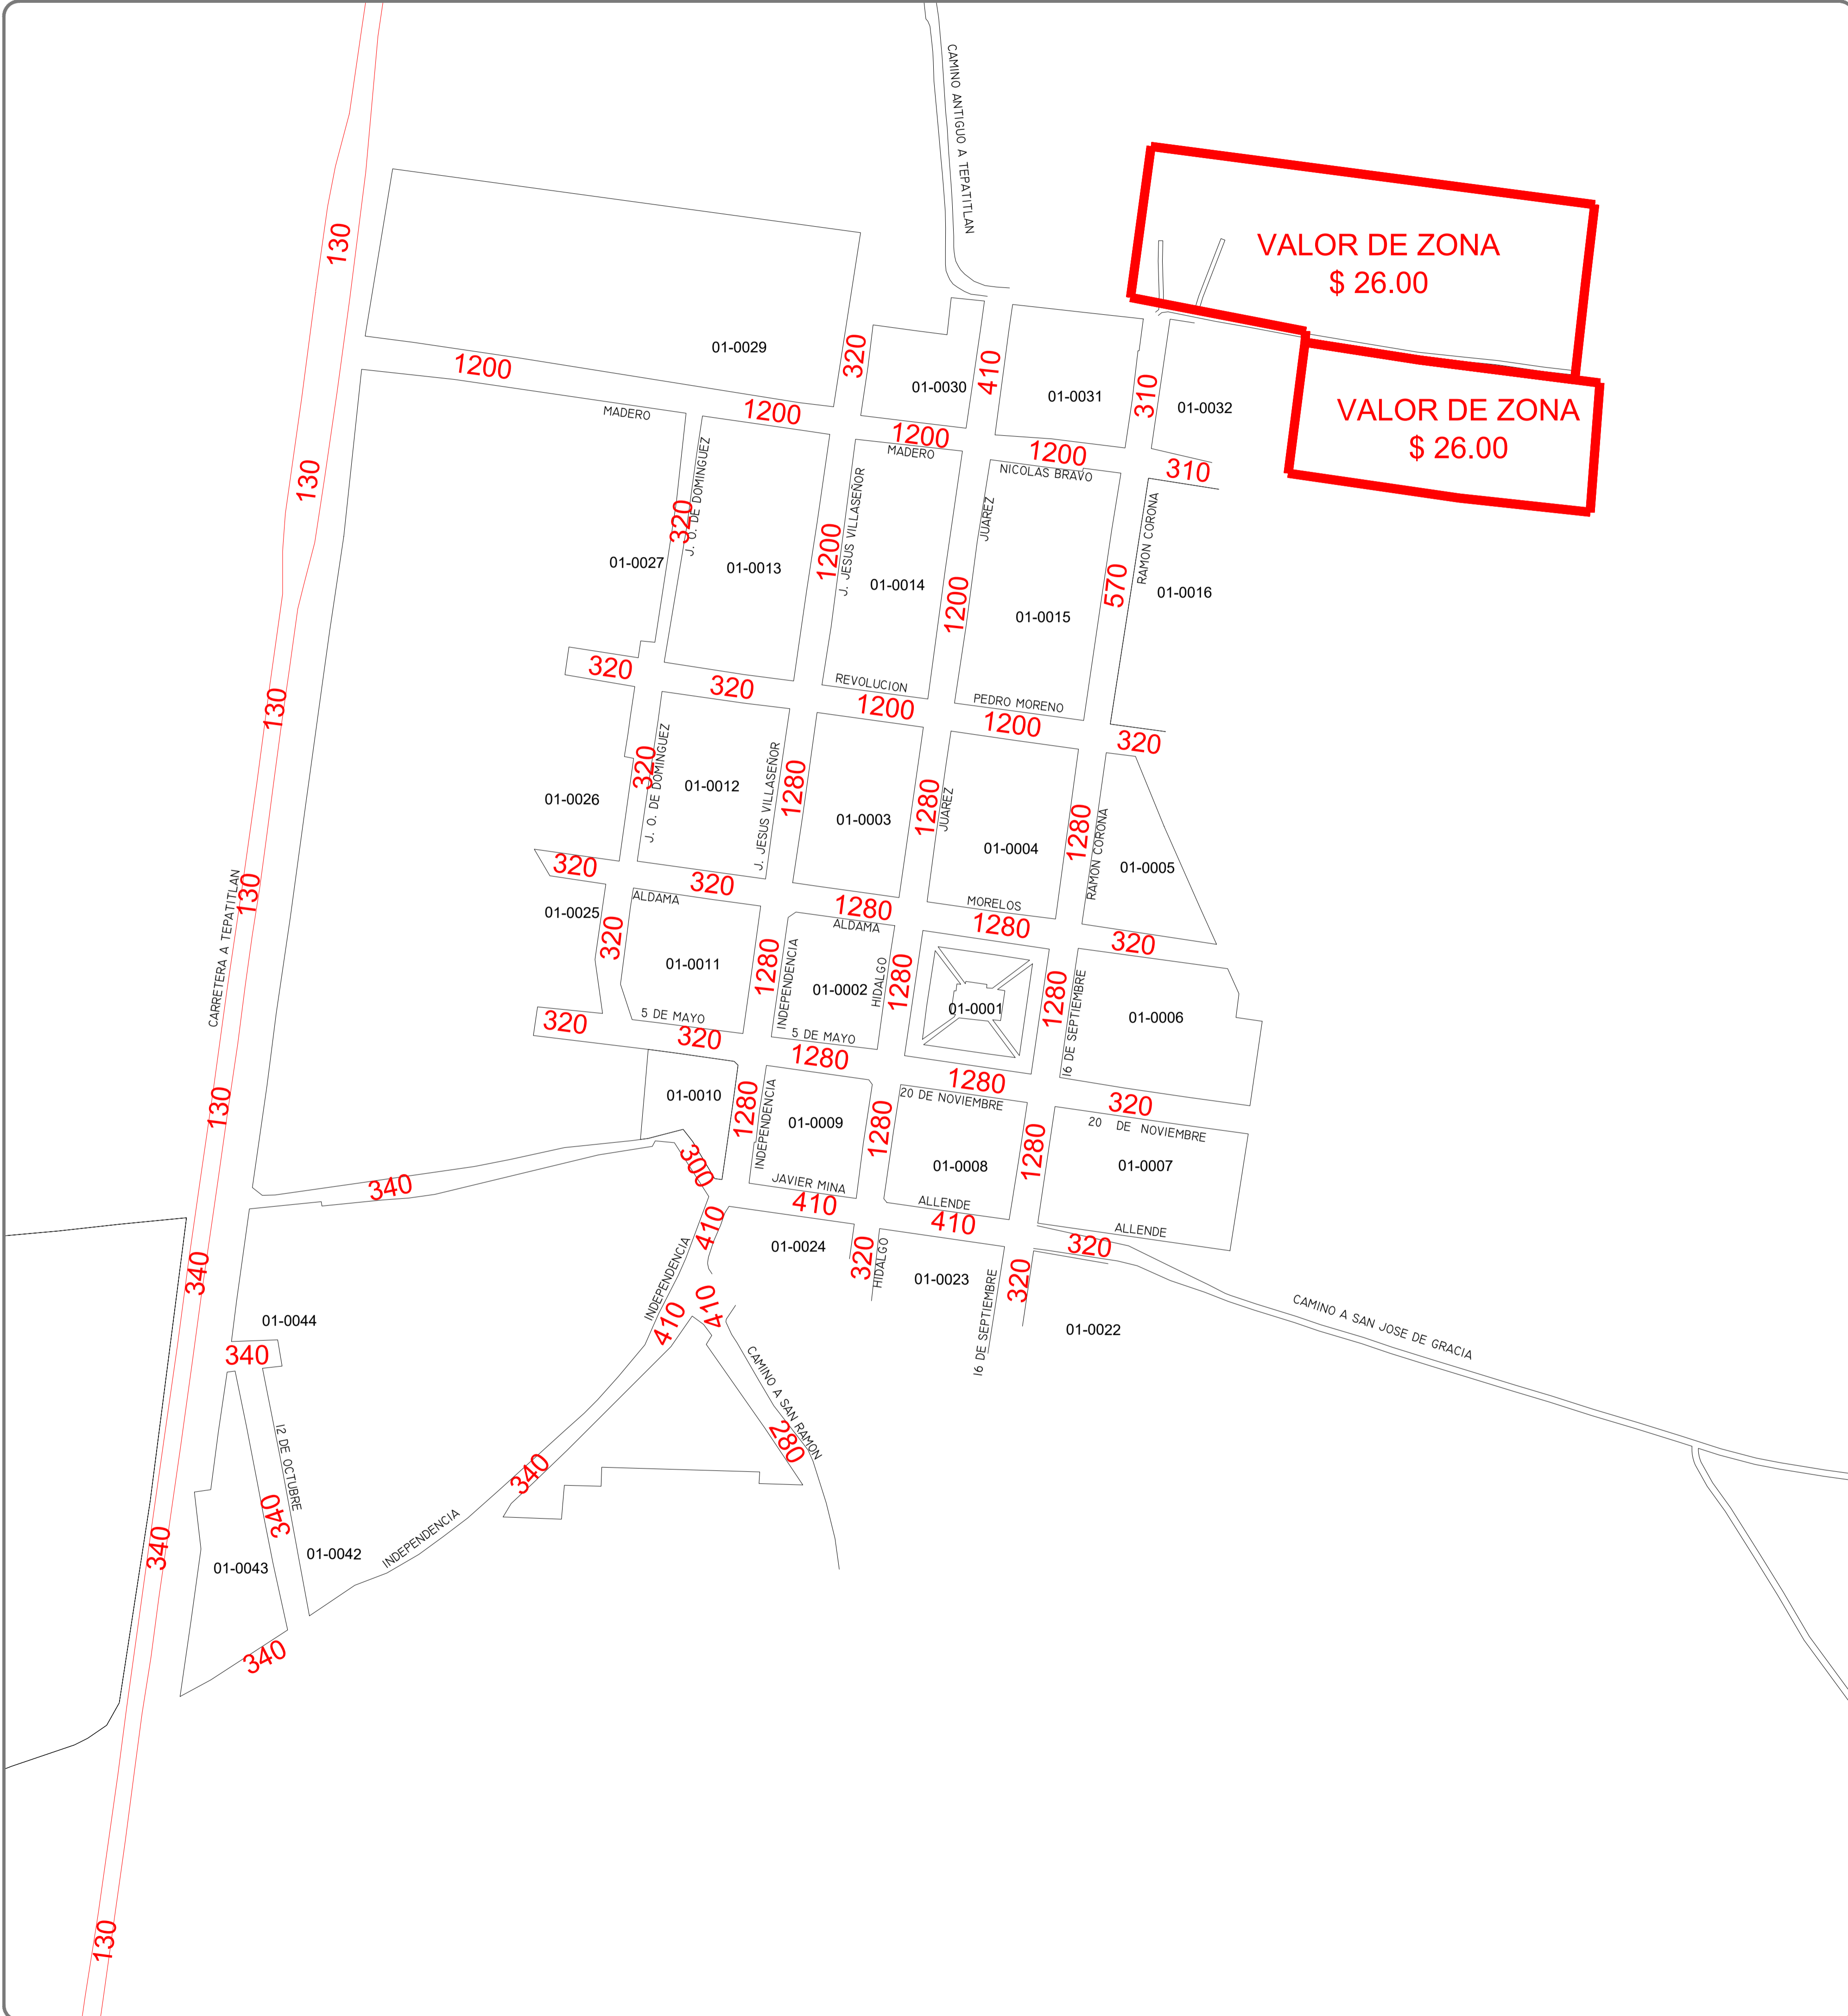 CAMINO ANTIGUO A TEPATITLAN
130
VALOR DE ZONA
$ 26.00
01-0029
320
01-0030
410
01-0031
310
01-0032
VALOR DE ZONA
$ 26.00
1200
MADERO
1200
1200
MADERO
1200
NICOLAS BRAVO
310
130
320
J. O. DE DOMINGUEZ
01-0027
01-0013
1200
J. JESUS VILLASEÑOR
01-0014
JUAREZ
1200
01-0015
570
RAMON CORONA
01-0016
320
320
REVOLUCION
1200
PEDRO MORENO
1200
320
130
320
J. O. DE DOMINGUEZ
01-0012
J. JESUS VILLASEÑOR
1280
01-0003
1280
JUAREZ
01-0004
1280
RAMON CORONA
01-0005
01-0026
320
320
ALDAMA
1280
ALDAMA
MORELOS
1280
320
130
CARRETERA A TEPATITLAN
01-0025
320
01-0011
1280
INDEPENDENCIA
01-0002
HIDALGO
1280
01-0001
1280
16 DE SEPTIEMBRE
01-0006
320
5 DE MAYO
320
5 DE MAYO
1280
1280
20 DE NOVIEMBRE
320
20 DE NOVIEMBRE
130
01-0010
1280
INDEPENDENCIA
01-0009
1280
01-0008
1280
01-0007
300
JAVIER MINA
410
ALLENDE
410
ALLENDE
320
340
340
410
INDEPENDENCIA
01-0024
320
HIDALGO
01-0023
16 DE SEPTIEMBRE
320
01-0022
CAMINO A SAN JOSE DE GRACIA
01-0044
340
410
410
CAMINO A SAN RAMON
280
12 DE OCTUBRE
340
340
INDEPENDENCIA
340
01-0043
01-0042
340
130